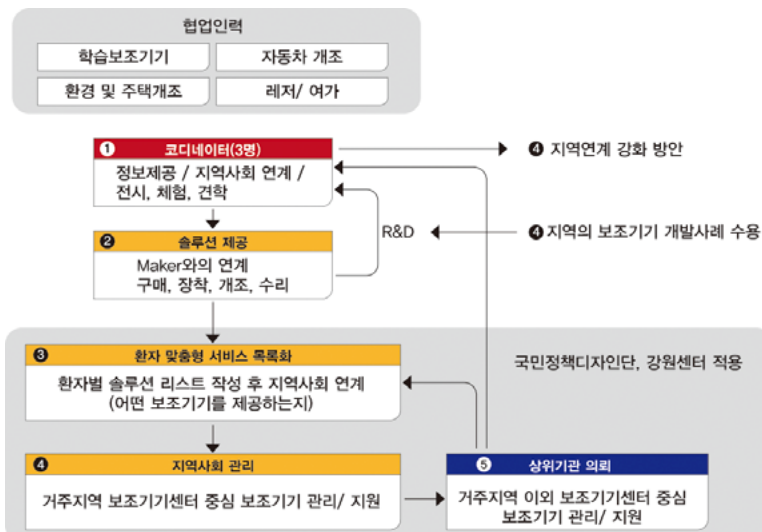 협업인력
학습보조기기
자동차 개조
환경 및 주택개조
레저/ 여가
1 코디네이터(3명)
정보제공 / 지역사회 연계 /
전시, 체험, 견학
4 지역연계 강화 방안
2 솔루션 제공
Maker와의 연계
구매, 장착, 개조, 수리
R&D
4 지역의 보조기기 개발사례 수용
3 환자 맞춤형 서비스 목록화
환자별 솔루션 리스트 작성 후 지역사회 연계
(어떤 보조기기를 제공하는지)
국민정책디자인단, 강원센터 적용
4 지역사회 관리
거주지역 보조기기센터 중심 보조기기 관리/ 지원
5 상위기관 의뢰
거주지역 이외 보조기기센터 중심
보조기기 관리/ 지원